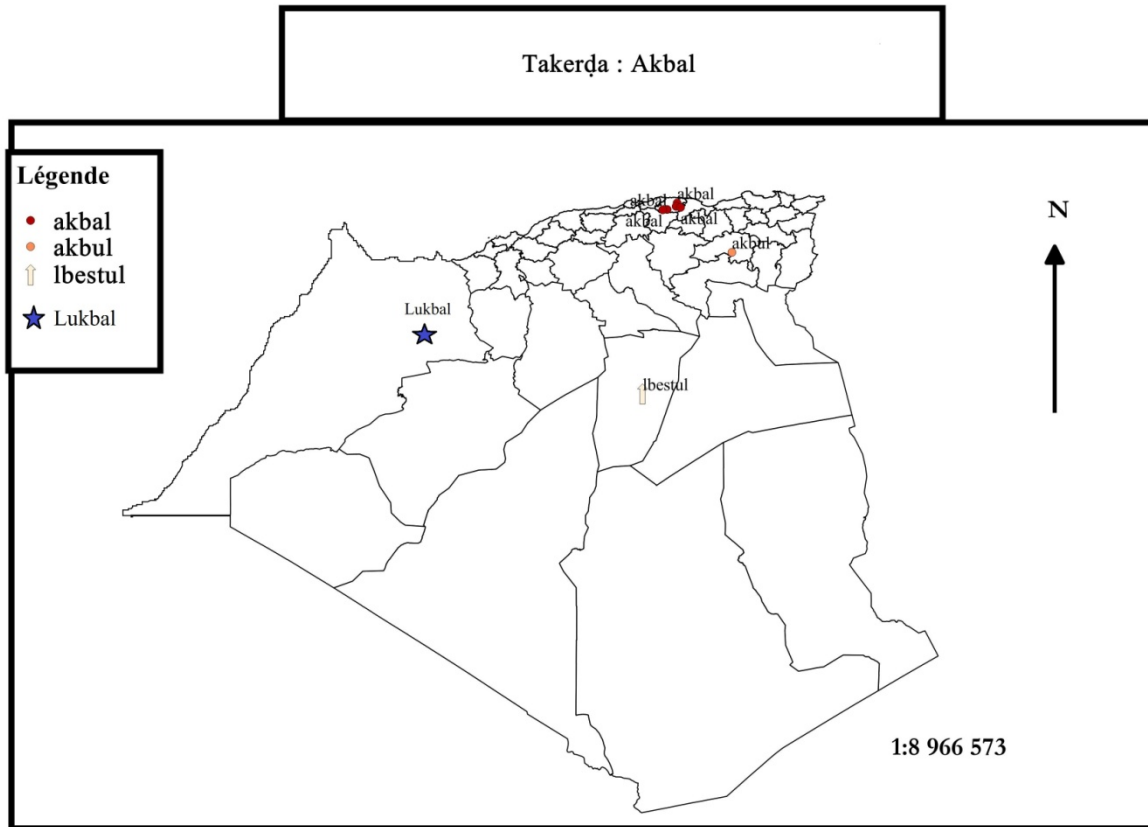 Takerḍa : Akbal
Légende
akbal
akbul
lbestul
Lukbal
akbal
akbal
akbal
akbal
akbul
Lukbal
lbestul
N
1:8 966 573